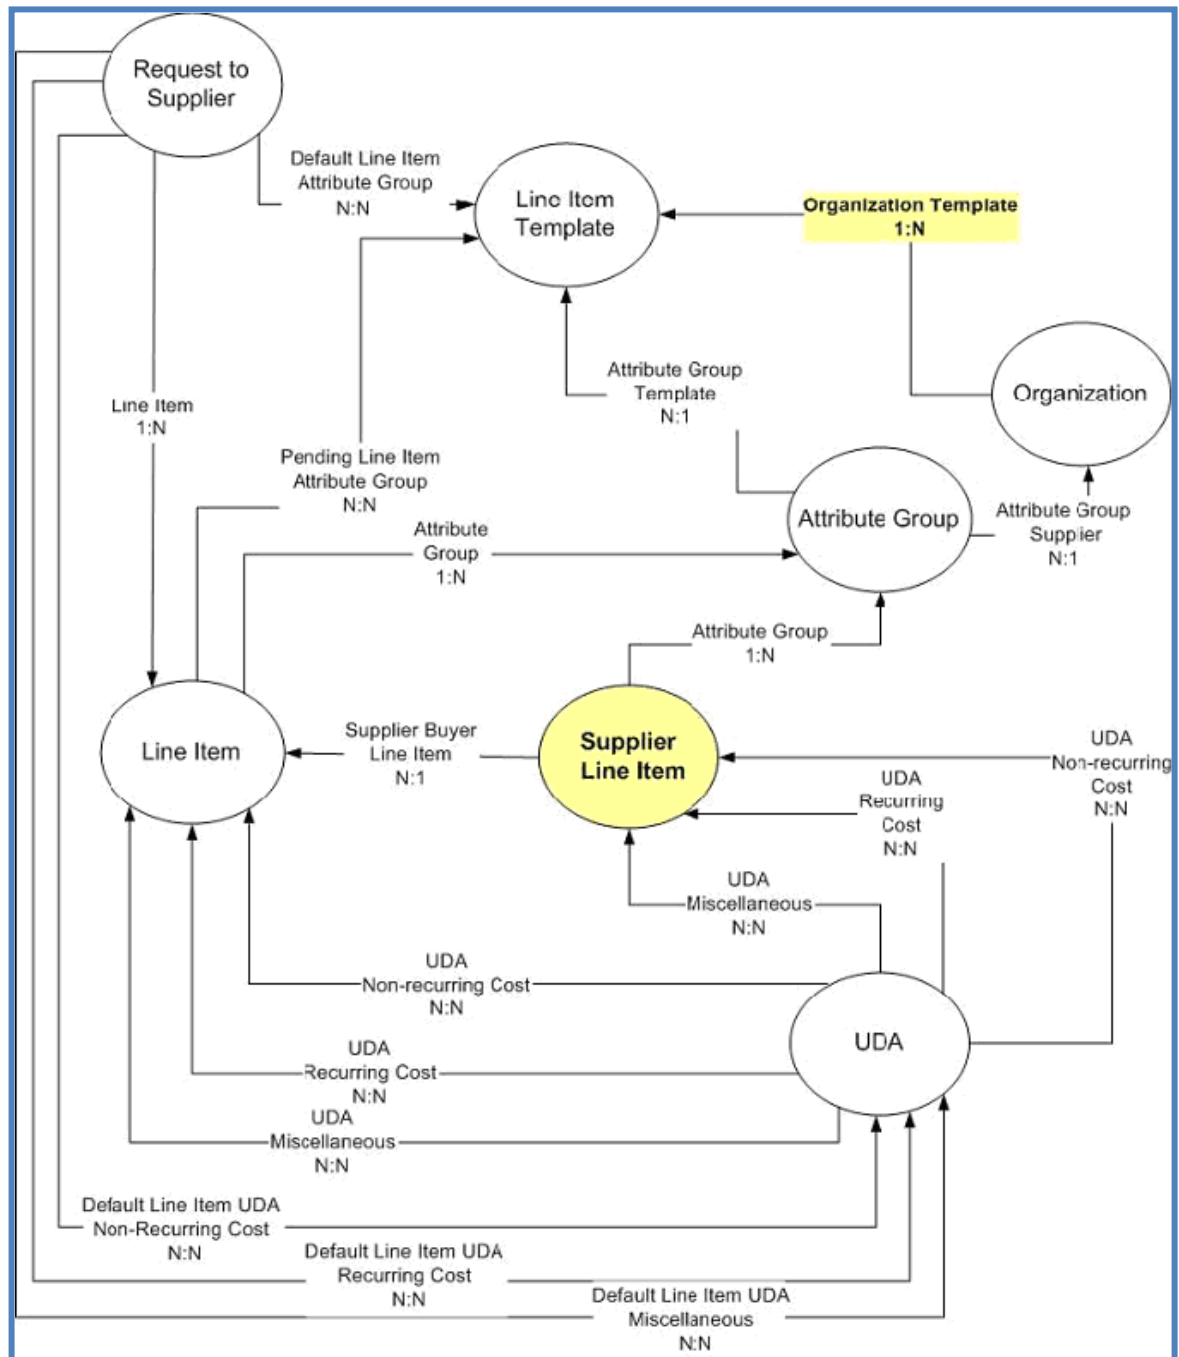 Request to
Supplier
Default Line Item
Attribute Group
N:N
Line Item
Template
Organization Template
1:N
Attribute Group
Template
N:1
Organization
Line Item
1:N
Pending Line Item
Attribute Group
N:N
Attribute Group
Attribute Group
Supplier
N:1
Attribute
Group
1:N
Attribute Group
1:N
Line Item
Supplier Buyer
Line Item
N:1
Supplier
Line Item
UDA
Non-recurring
Cost
N:N
UDA
Recurring
Cost
N:N
UDA
Miscellaneous
N:N
UDA
Non-recurring Cost
N:N
UDA
UDA
Recurring Cost
N:N
UDA
Miscellaneous
N:N
Default Line Item UDA
Non-Recurring Cost
N:N
Default Line Item UDA
Recurring Cost
N:N
Default Line Item UDA
Miscellaneous
N:N